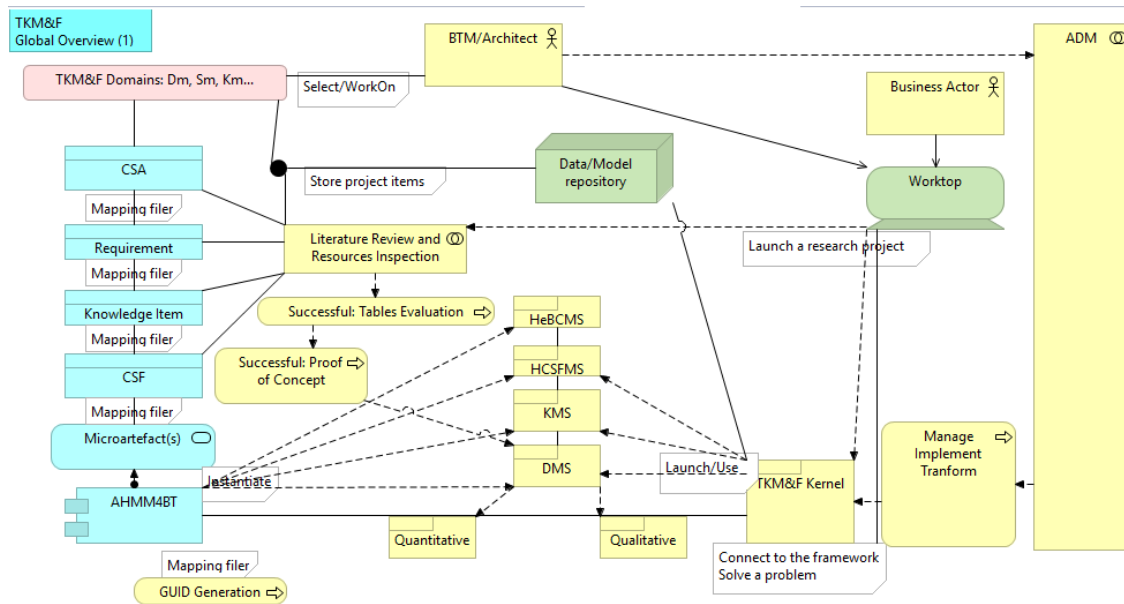 TKM&F
Global Overview (1)
BTM/Architect
ADM
TKM&F Domains: Dm, Sm, Km...
Select/WorkOn
Business Actor
CSA
Store project items
Data/Model
repository
Worktop
Mapping filer
Requirement
Literature Review and
Resources Inspection
Launch a research project
Mapping filer
Knowledge Item
Successful: Tables Evaluation
HeBCMS
Mapping filer
Successful: Proof
of Concept
HCSFMS
CSF
Mapping filer
KMS
Microartefact(s)
Manage
Implement
Tranform
DMS
Launch/Use
Instantiate
TKM&F Kernel
AHMM4BT
Quantitative
Qualitative
Connect to the framework
Solve a problem
Mapping filer
GUID Generation